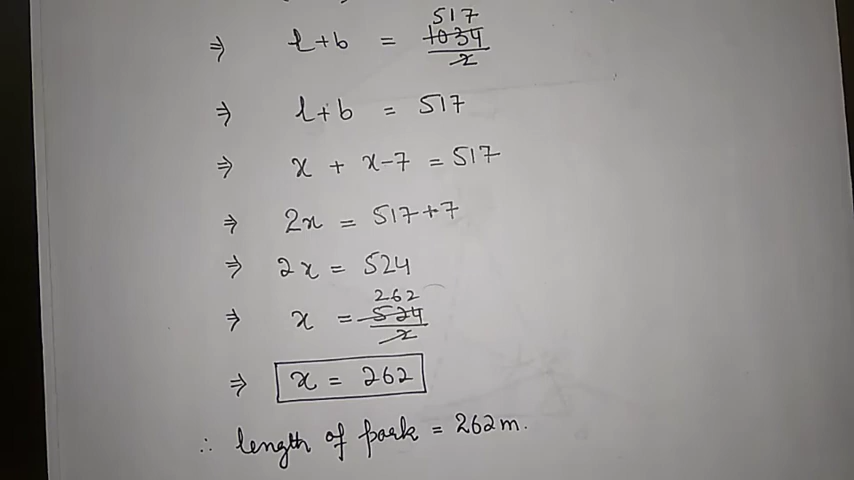 517
⇒ l+b = 1034/2
⇒ l+b = 517
⇒ x + x-7 = 517
⇒ 2x = 517+7
⇒ 2x = 524
262
⇒ x = 524/2
⇒ x = 262
∴ length of park = 262m.